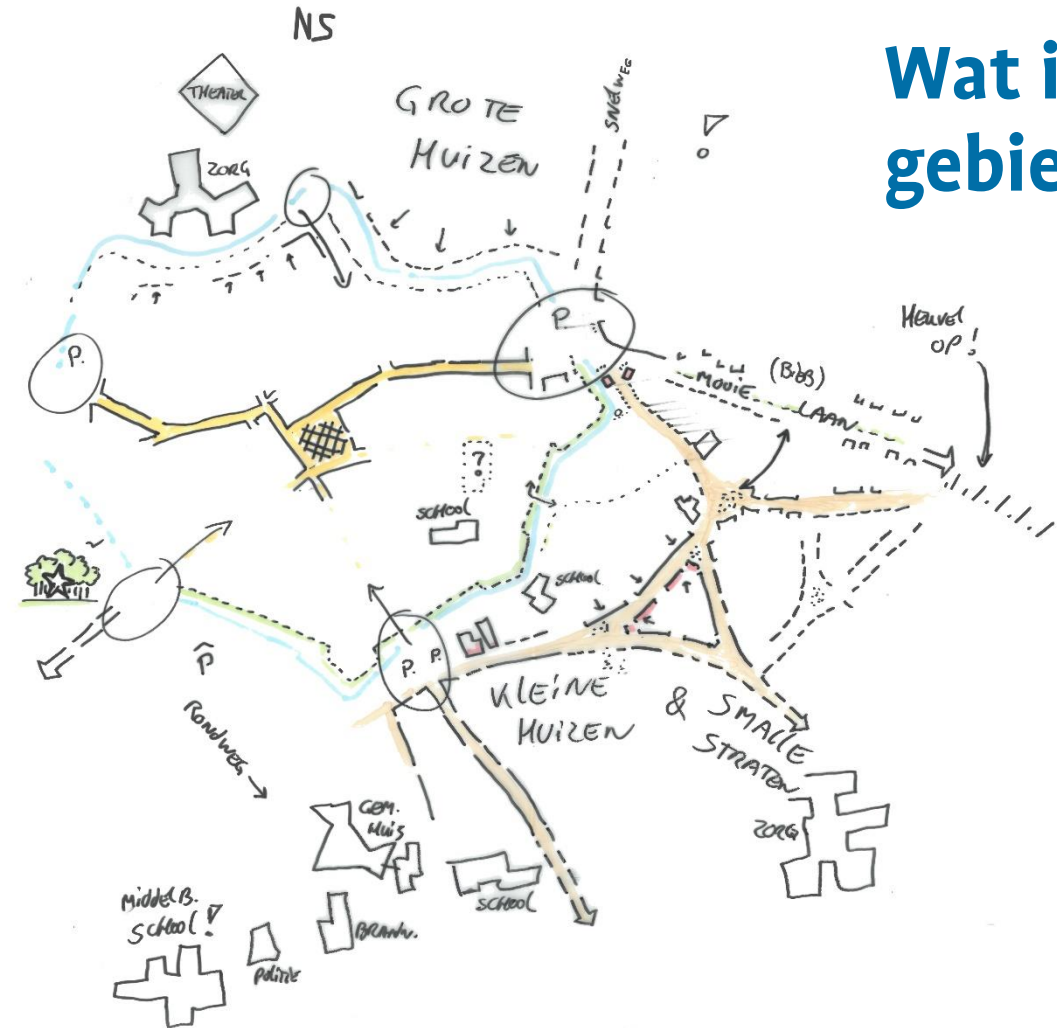 NS
Wat i
gebie
THEATER
GROTE
HUIZEN
SNELWEG
!
ZORG
P.
HEUVEL
OP!
P.
MOOIE LAAN
(B&B)
?
SCHOOL
SCHOOL
P
P. P.
KLEINE
HUIZEN
& SMALLE
STRATEN
RONDWEG
GEM.
HUIS
ZORG
SCHOOL
MIDDELB.
SCHOOL!
BRANDW.
POLITIE